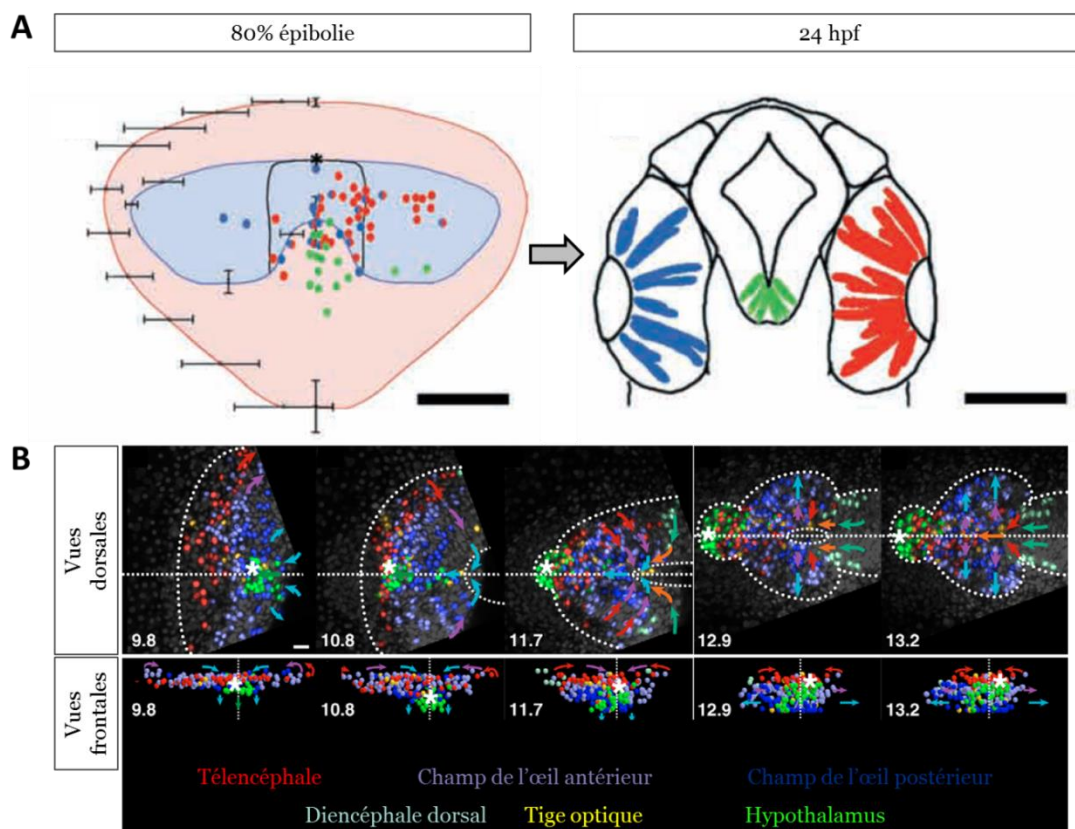 A
80% épibolie
24 hpf
*
B
Vues dorsales
9.8
10.8
11.7
12.9
13.2
Vues frontales
9.8
10.8
11.7
12.9
13.2
Télencéphale
Champ de l’œil antérieur
Champ de l’œil postérieur
Diencéphale dorsal
Tige optique
Hypothalamus